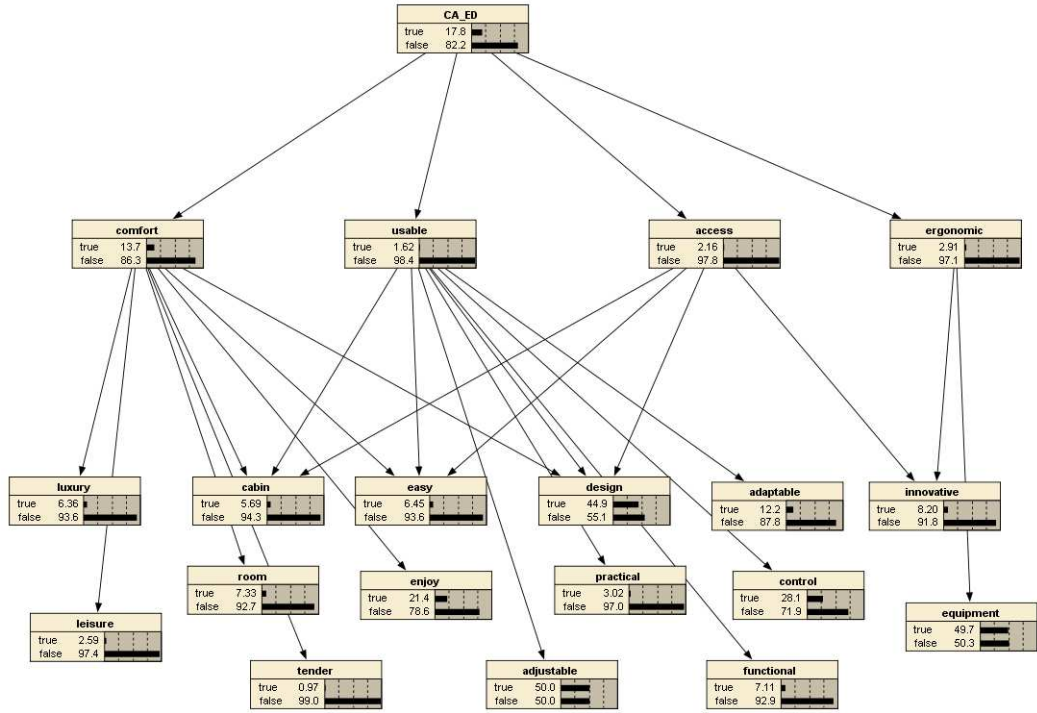 CA_ED
true 17.8
false 82.2
comfort
true 13.7
false 86.3
usable
true 1.62
false 98.4
access
true 2.16
false 97.8
ergonomic
true 2.91
false 97.1
luxury
true 6.36
false 93.6
cabin
true 5.69
false 94.3
easy
true 6.45
false 93.6
design
true 44.9
false 55.1
adaptable
true 12.2
false 87.8
innovative
true 8.20
false 91.8
room
true 7.33
false 92.7
enjoy
true 21.4
false 78.6
practical
true 3.02
false 97.0
control
true 28.1
false 71.9
leisure
true 2.59
false 97.4
equipment
true 49.7
false 50.3
tender
true 0.97
false 99.0
adjustable
true 50.0
false 50.0
functional
true 7.11
false 92.9